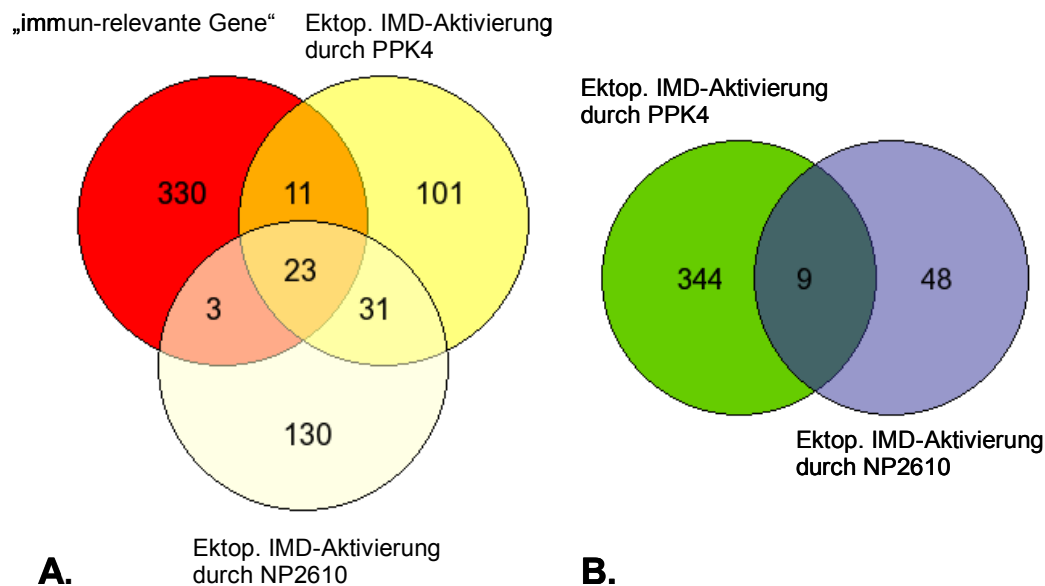 „immun-relevante Gene“
Ektop. IMD-Aktivierung
durch PPK4
330
11
101
23
3
31
130
Ektop. IMD-Aktivierung
durch NP2610
A.
Ektop. IMD-Aktivierung
durch PPK4
344
9
48
Ektop. IMD-Aktivierung
durch NP2610
B.